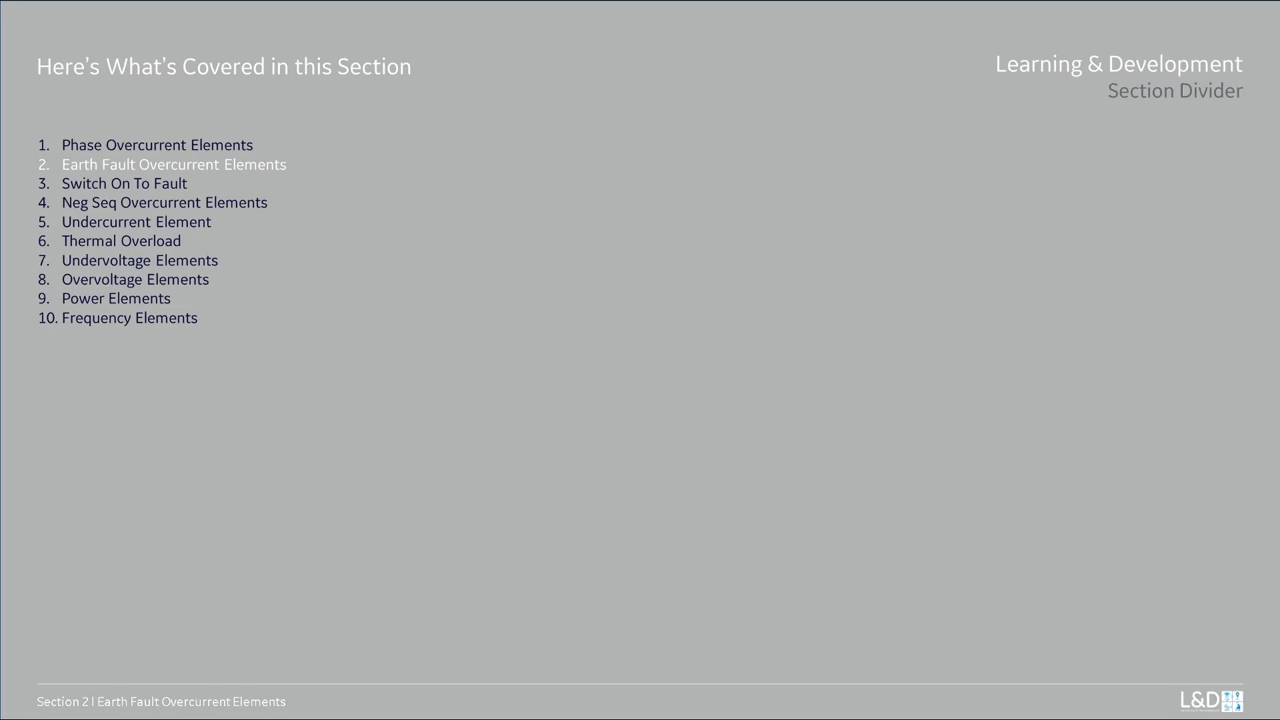 Here's What's Covered in this Section
Learning & Development
Section Divider
1. Phase Overcurrent Elements
2. Earth Fault Overcurrent Elements
3. Switch On To Fault
4. Neg Seq Overcurrent Elements
5. Undercurrent Element
6. Thermal Overload
7. Undervoltage Elements
8. Overvoltage Elements
9. Power Elements
10. Frequency Elements
Section 2 I Earth Fault Overcurrent Elements
L&D